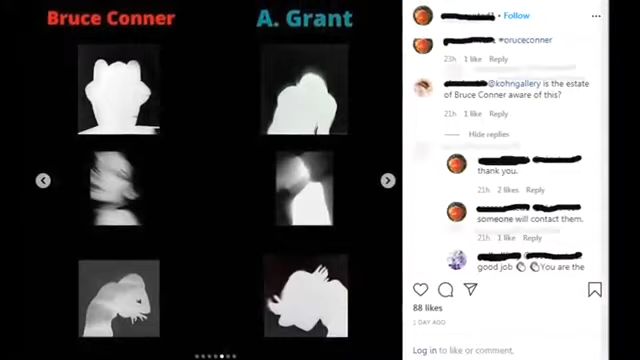 Bruce Conner
A. Grant
• Follow
#bruceconner
23h 1 like Reply
@kohngallery is the estate
of Bruce Conner aware of this?
21h 1 like Reply
Hide replies
thank you.
21h 2 likes Reply
someone will contact them.
21h 1 like Reply
good job 👏 👏You are the
88 likes
1 DAY AGO
Log in to like or comment.